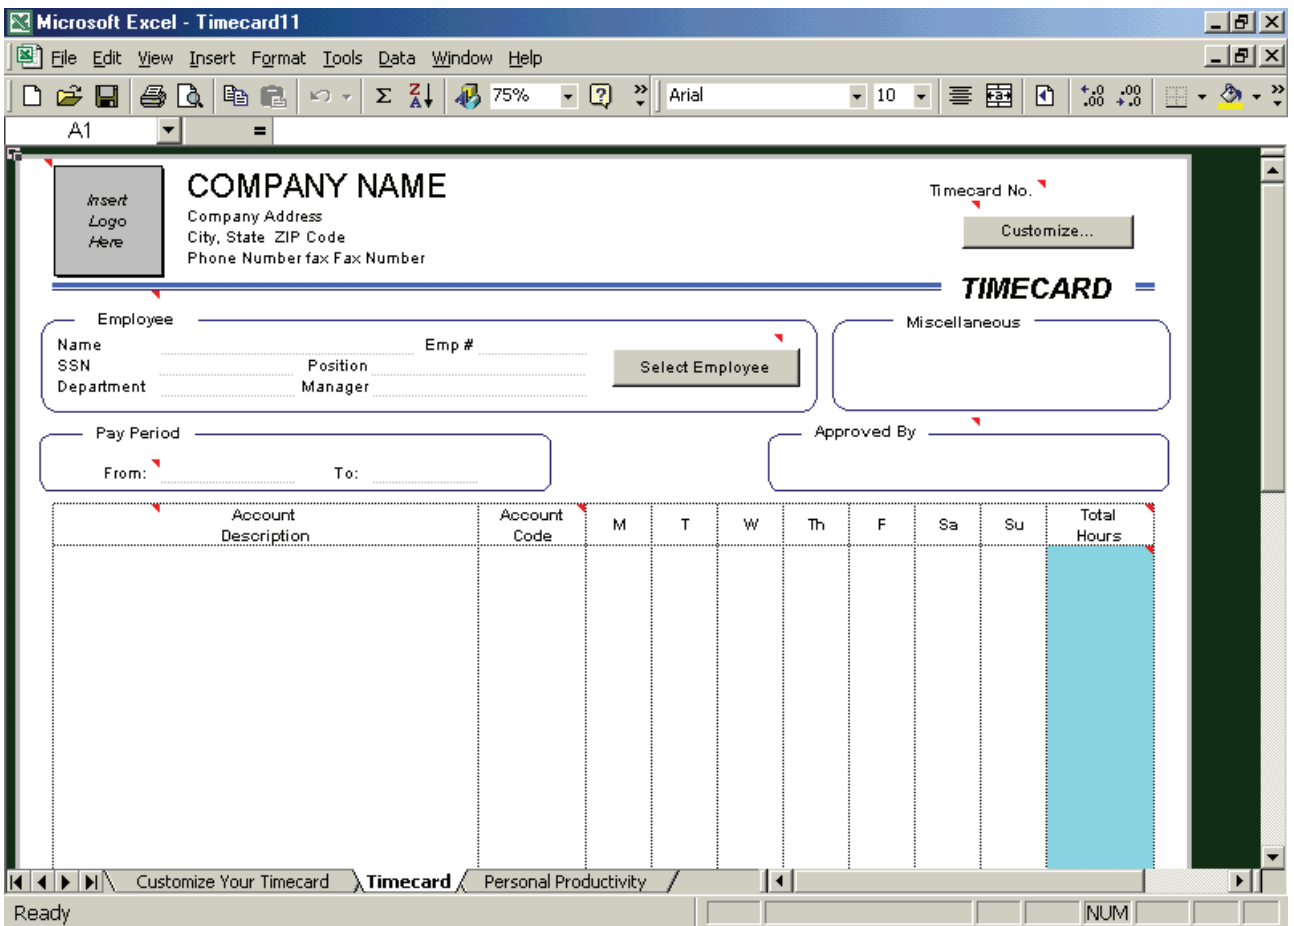 Microsoft Excel - Timecard11
File Edit View Insert Format Tools Data Window Help
75% Arial 10
A1 =
Insert
Logo
Here
COMPANY NAME
Company Address
City, State ZIP Code
Phone Number fax Fax Number
Timecard No.
Customize...
TIMECARD
Employee
Name Emp #
SSN Position
Department Manager
Select Employee
Miscellaneous
Pay Period
From: To:
Approved By
Account Description Account Code M T W Th F Sa Su Total Hours
Customize Your Timecard Timecard Personal Productivity
Ready NUM